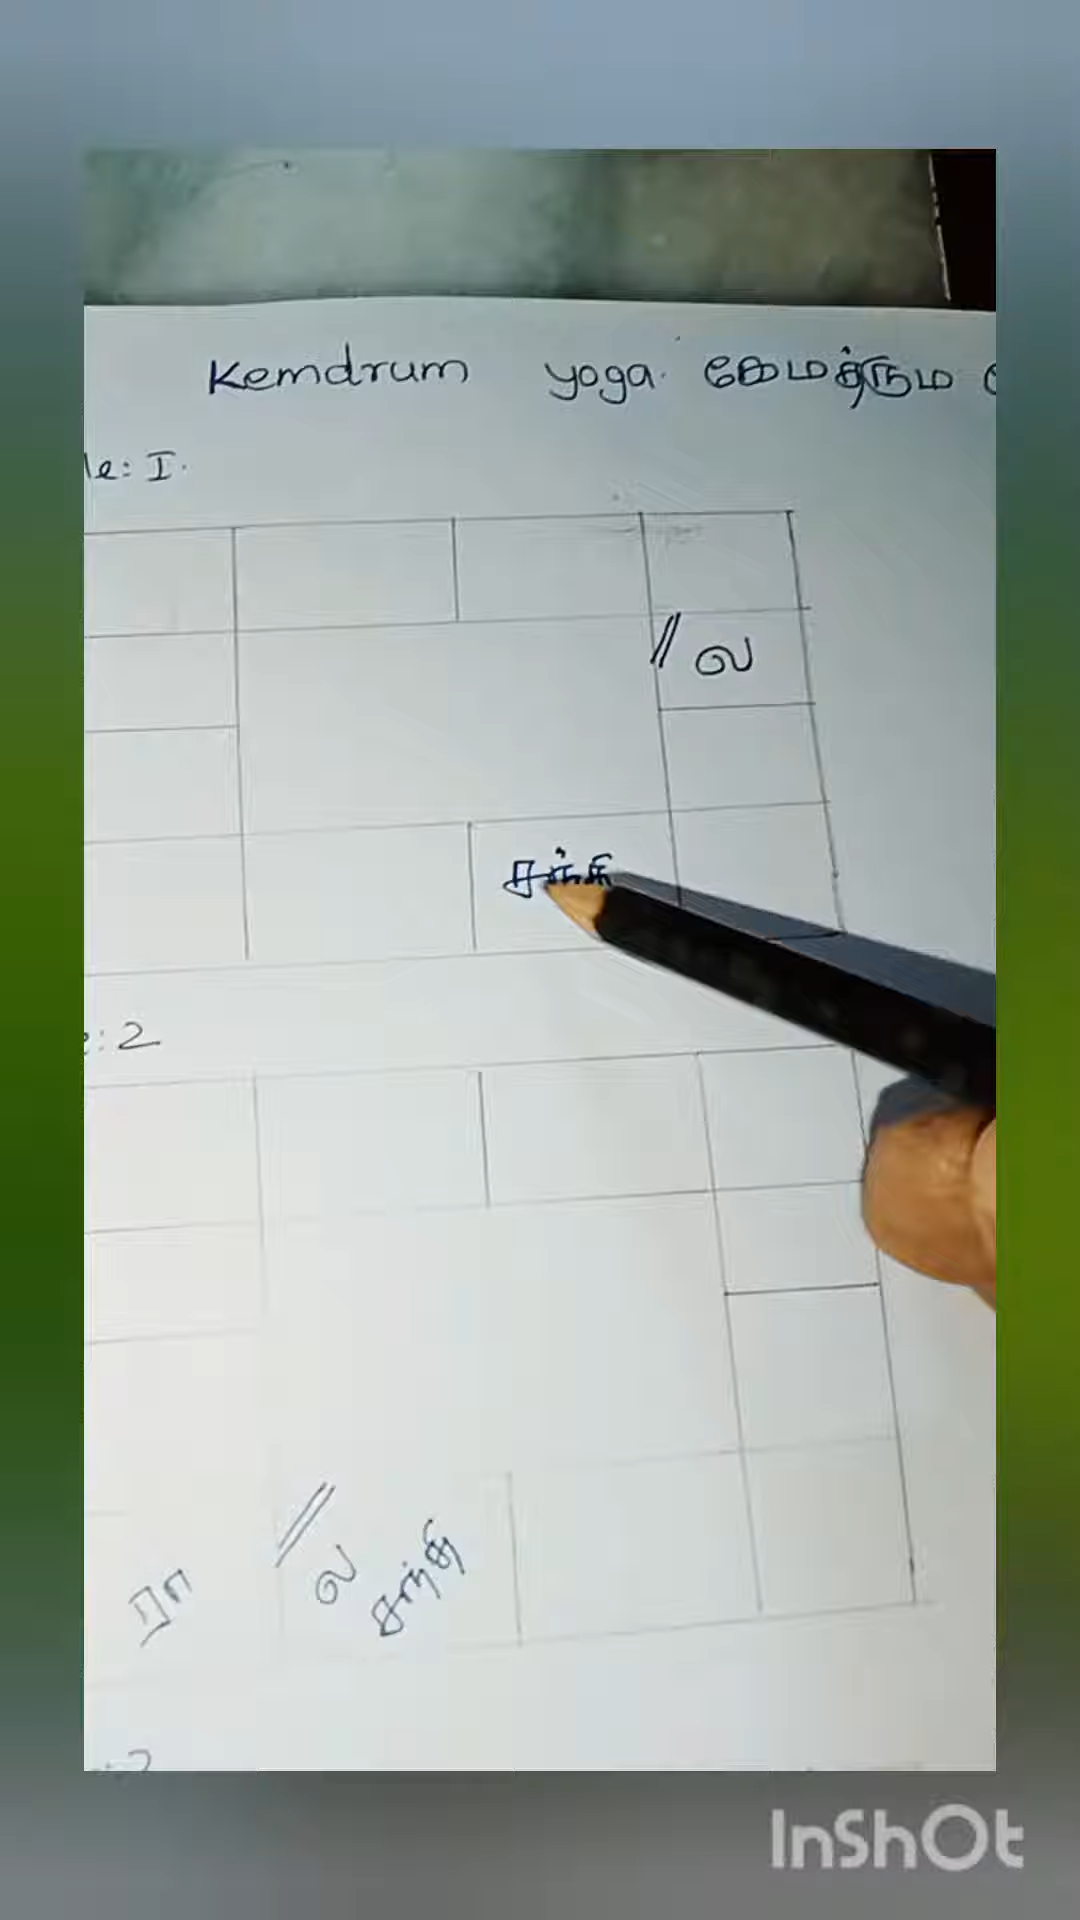 Kemdrum yoga. கேமத்ரும
le: I.
ல
சந்தி
e: 2
ரா
ல
சந்தி
InShOt